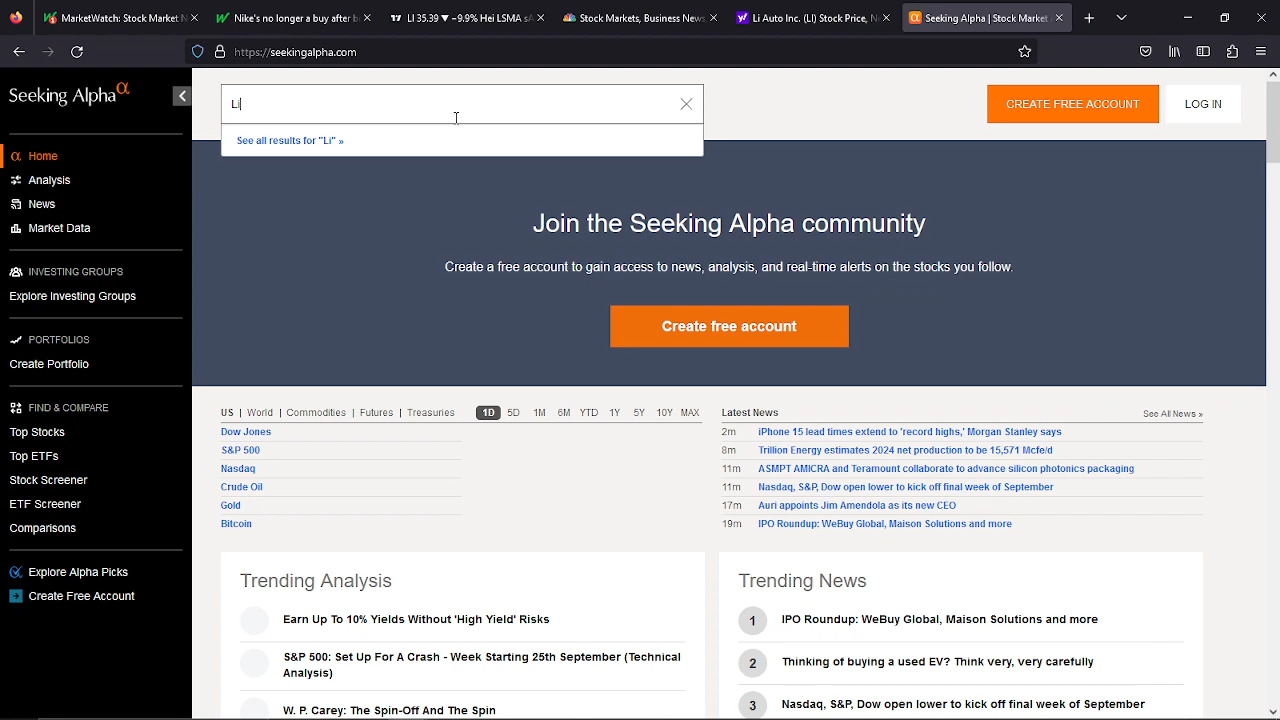 MarketWatch: Stock Market N
Nike's no longer a buy after b
LI 35.39 ▼ −9.9% Hei LSMA s
Stock Markets, Business News
Li Auto Inc. (LI) Stock Price, N
Seeking Alpha | Stock Market
https://seekingalpha.com
Seeking Alpha α
Li
See all results for "Li" »
CREATE FREE ACCOUNT
LOG IN
Home
Analysis
News
Market Data
INVESTING GROUPS
Explore Investing Groups
PORTFOLIOS
Create Portfolio
FIND & COMPARE
Top Stocks
Top ETFs
Stock Screener
ETF Screener
Comparisons
Explore Alpha Picks
Create Free Account
Join the Seeking Alpha community
Create a free account to gain access to news, analysis, and real-time alerts on the stocks you follow.
Create free account
US | World | Commodities | Futures | Treasuries 1D 5D 1M 6M YTD 1Y 5Y 10Y MAX
Dow Jones
S&P 500
Nasdaq
Crude Oil
Gold
Bitcoin
Latest News See All News »
2m iPhone 15 lead times extend to 'record highs,' Morgan Stanley says
8m Trillion Energy estimates 2024 net production to be 15,571 Mcfe/d
11m ASMPT AMICRA and Teramount collaborate to advance silicon photonics packaging
11m Nasdaq, S&P, Dow open lower to kick off final week of September
17m Auri appoints Jim Amendola as its new CEO
19m IPO Roundup: WeBuy Global, Maison Solutions and more
Trending Analysis
Earn Up To 10% Yields Without 'High Yield' Risks
S&P 500: Set Up For A Crash - Week Starting 25th September (Technical
Analysis)
W. P. Carey: The Spin-Off And The Spin
Trending News
1 IPO Roundup: WeBuy Global, Maison Solutions and more
2 Thinking of buying a used EV? Think very, very carefully
3 Nasdaq, S&P, Dow open lower to kick off final week of September